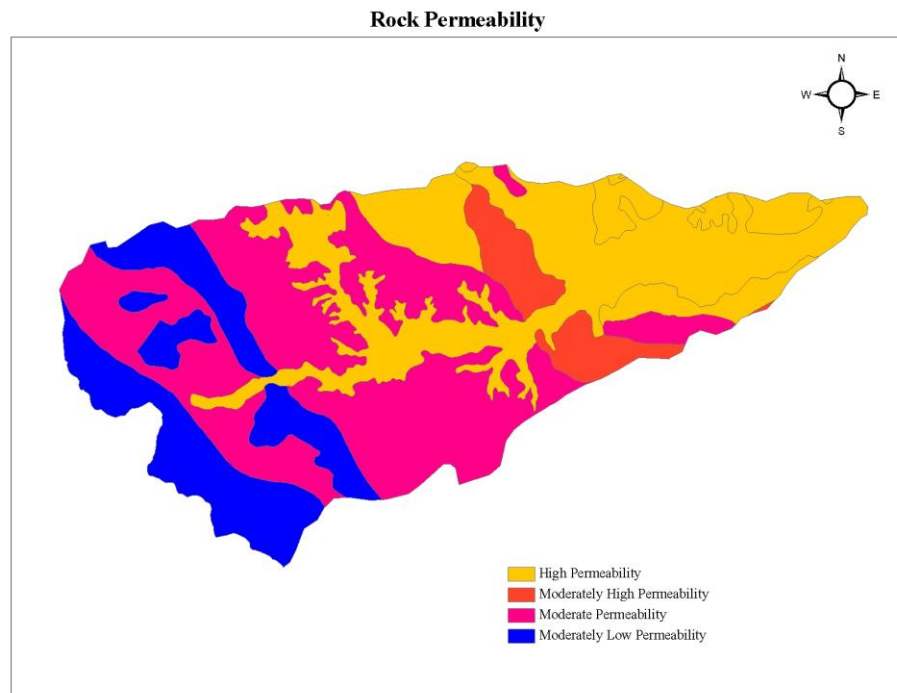 Rock Permeability
N
W E
S
High Permeability
Moderately High Permeability
Moderate Permeability
Moderately Low Permeability